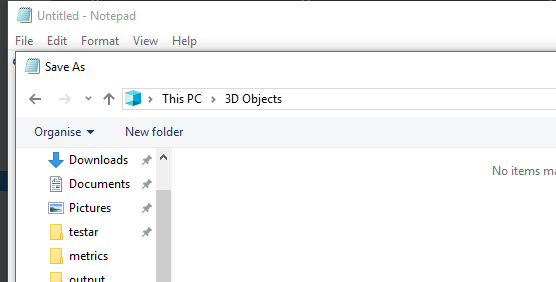 Untitled - Notepad
File Edit Format View Help
Save As
This PC 3D Objects
Organise New folder
Downloads
No items ma
Documents
Pictures
testar
metrics
output